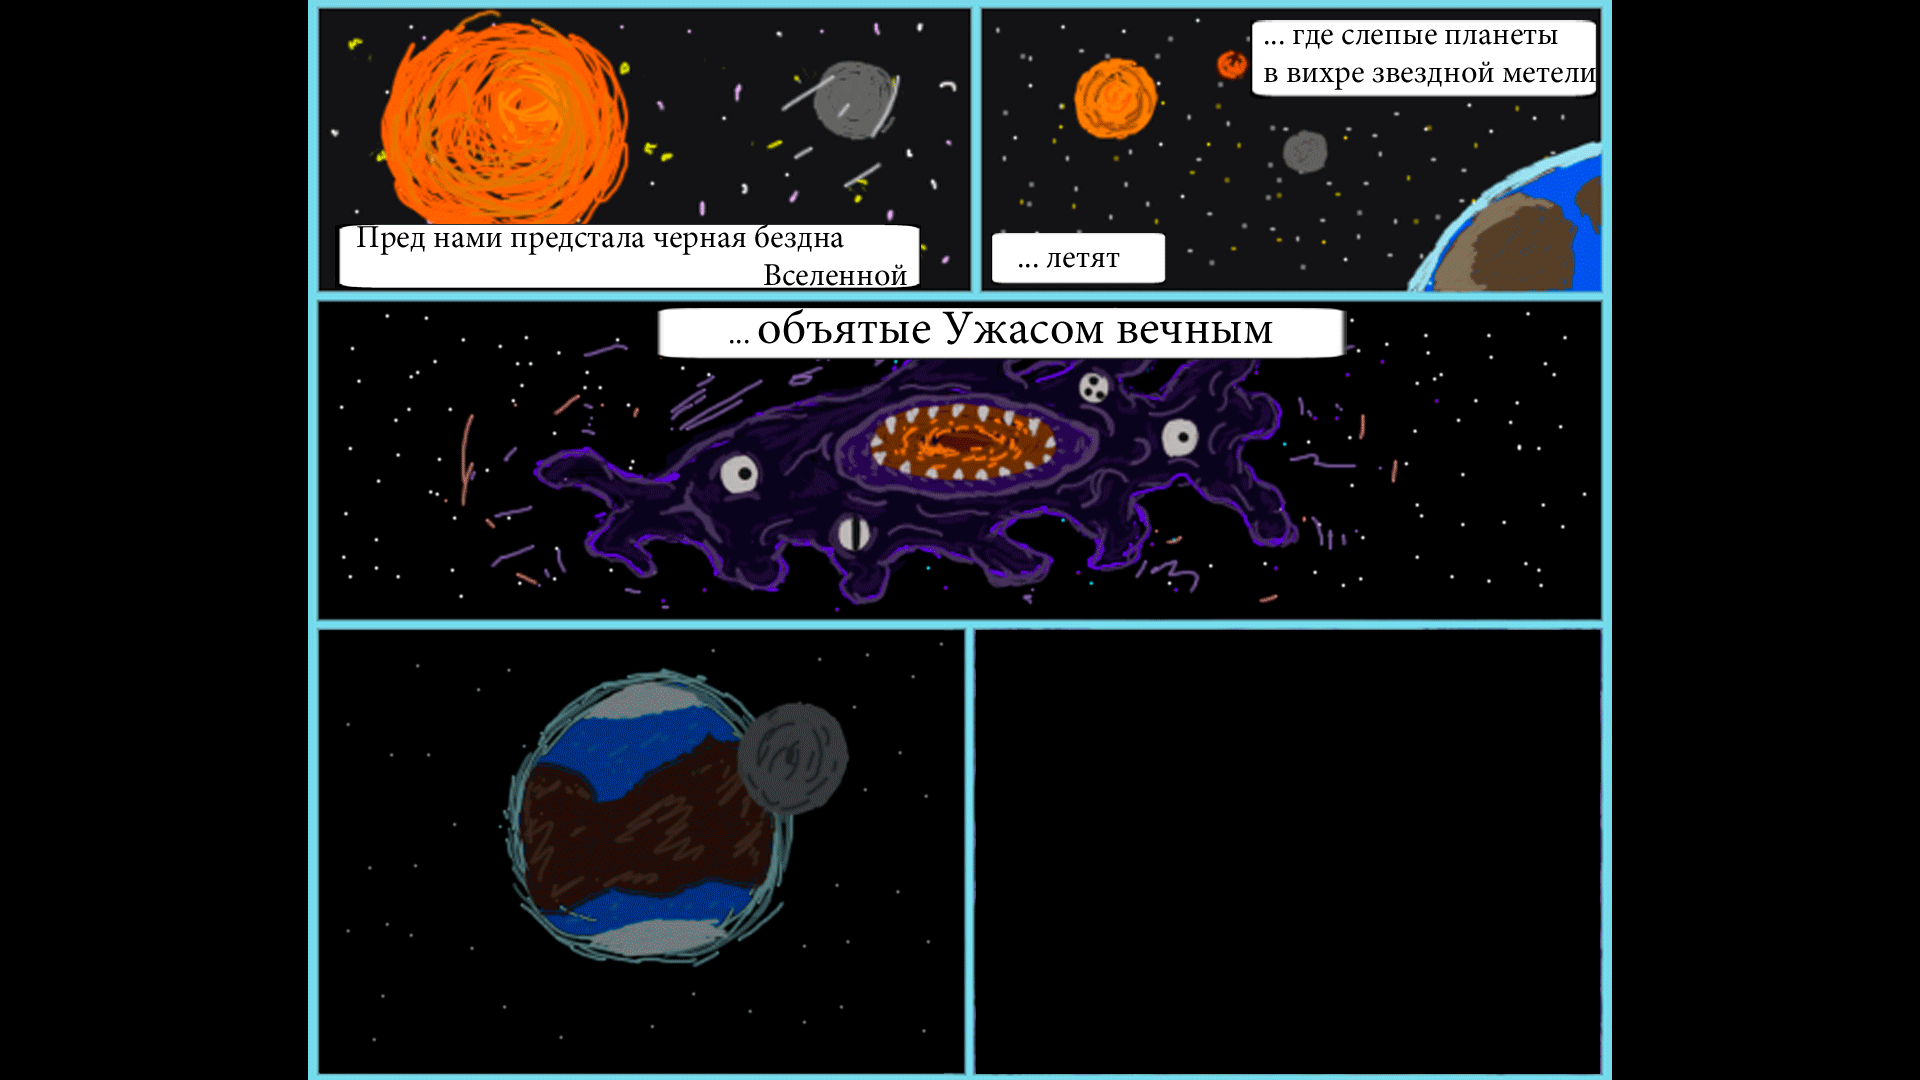 Пред нами предстала черная бездна
Вселенной
... где слепые планеты
в вихре звездной метели
... летят
... объятые Ужасом вечным